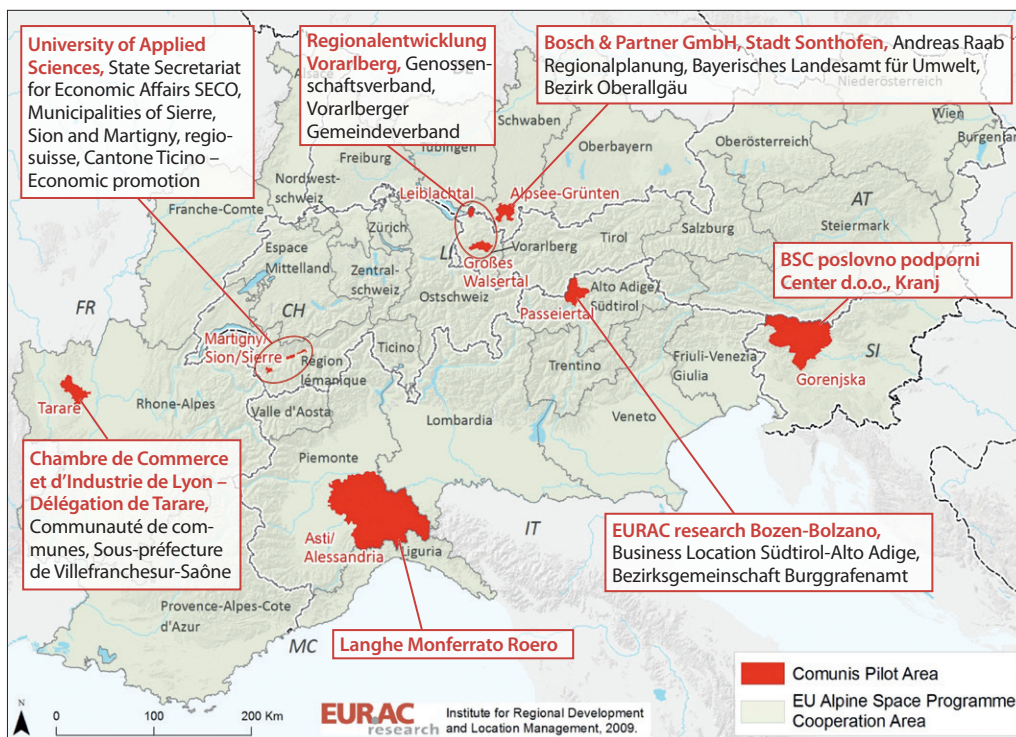 University of Applied
Sciences, State Secretariat
for Economic Affairs SECO,
Municipalities of Sierre,
Sion and Martigny, regio-
suisse, Cantone Ticino –
Economic promotion
Regionalentwicklung
Vorarlberg, Genossen-
schaftsverband,
Vorarlberger
Gemeindeverband
Bosch & Partner GmbH, Stadt Sonthofen, Andreas Raab
Regionalplanung, Bayerisches Landesamt für Umwelt,
Bezirk Oberallgäu
Niederösterreich
Wien
Burgenlan
Schwaben
Oberbayern
Oberösterreich
Tübingen
Freiburg
Nordwest-
schweiz
Franche-Comte
Leiblachtal
Alpsee-Grünten
AT
Steiermark
Salzburg
Tirol
Vorarlberg
Zürich
Espace
Mittelland
Zentral-
schweiz
Großes
Walsertal
Ostschweiz
CH
FR
Alto Adige/
Südtirol
Passeiertal
BSC poslovno podporni
Center d.o.o., Kranj
SI
Gorenjska
Martigny/
Sion/Sierre
Region
lémanique
Ticino
Trentino
Friuli-Venezia
Giulia
Tarare
Rhone-Alpes
Valle d'Aosta
Lombardia
Veneto
Chambre de Commerce
et d'Industrie de Lyon –
Délégation de Tarare,
Communauté de com-
munes, Sous-préfecture
de Villefranchesur-Saône
Piemonte
Asti/
Alessandria
Liguria
IT
EURAC research Bozen-Bolzano,
Business Location Südtirol-Alto Adige,
Bezirksgemeinschaft Burggrafenamt
Provence-Alpes-Cote
d'Azur
MC
Langhe Monferrato Roero
Comunis Pilot Area
EU Alpine Space Programme
Cooperation Area
N
0 100 200 Km
EURAC
research
Institute for Regional Development
and Location Management, 2009.